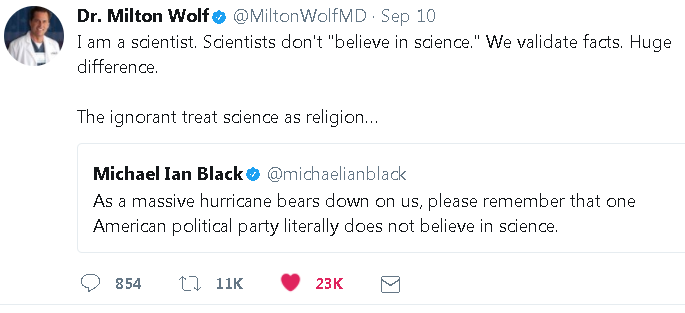 Dr. Milton Wolf @MiltonWolfMD · Sep 10
I am a scientist. Scientists don't "believe in science." We validate facts. Huge
difference.
The ignorant treat science as religion...
Michael Ian Black @michaelianblack
As a massive hurricane bears down on us, please remember that one
American political party literally does not believe in science.
854 11K 23K